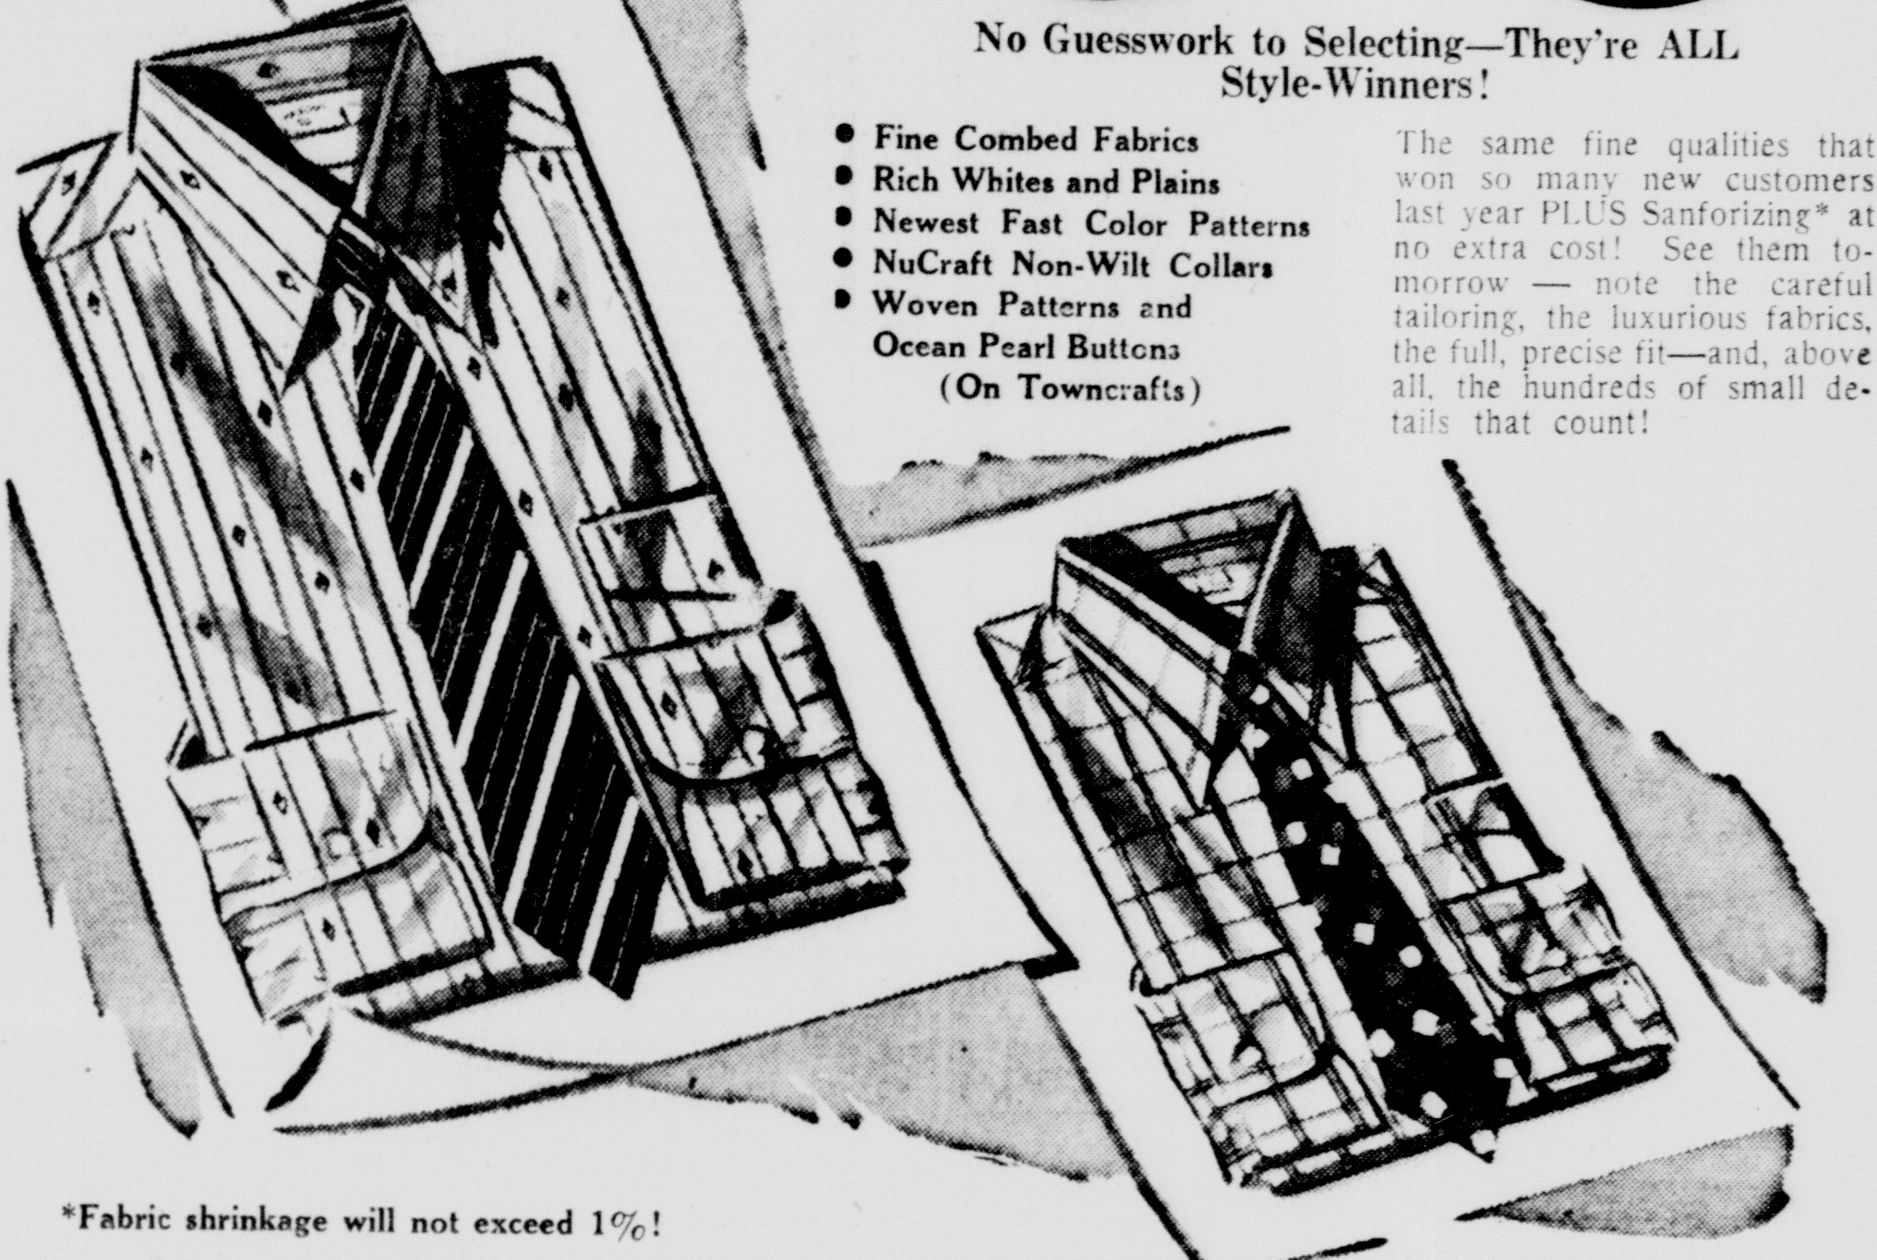 No Guesswork to Selecting—They're ALL
Style-Winners!
● Fine Combed Fabrics
● Rich Whites and Plains
● Newest Fast Color Patterns
● NuCraft Non-Wilt Collars
● Woven Patterns and
Ocean Pearl Buttons
(On Towncrafts)
The same fine qualities that
won so many new customers
last year PLUS Sanforizing* at
no extra cost! See them to-
morrow — note the careful
tailoring, the luxurious fabrics,
the full, precise fit—and, above
all, the hundreds of small de-
tails that count!
*Fabric shrinkage will not exceed 1%!